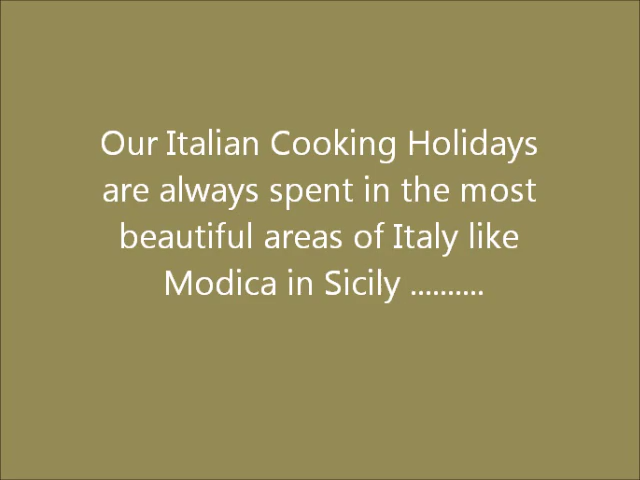 Our Italian Cooking Holidays
are always spent in the most
beautiful areas of Italy like
Modica in Sicily ..........